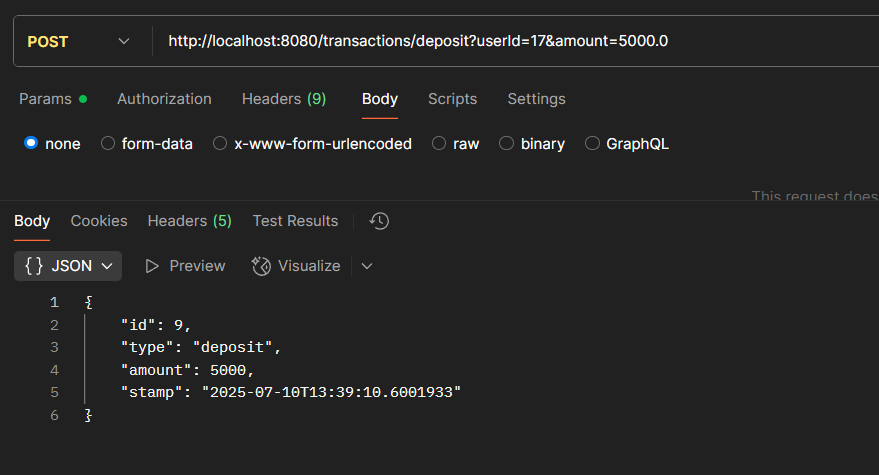 POST http://localhost:8080/transactions/deposit?userId=17&amount=5000.0
Params Authorization Headers (9) Body Scripts Settings
none form-data x-www-form-urlencoded raw binary GraphQL
This request does
Body Cookies Headers (5) Test Results
{} JSON Preview Visualize
1 {
2 "id": 9,
3 "type": "deposit",
4 "amount": 5000,
5 "stamp": "2025-07-10T13:39:10.6001933"
6 }